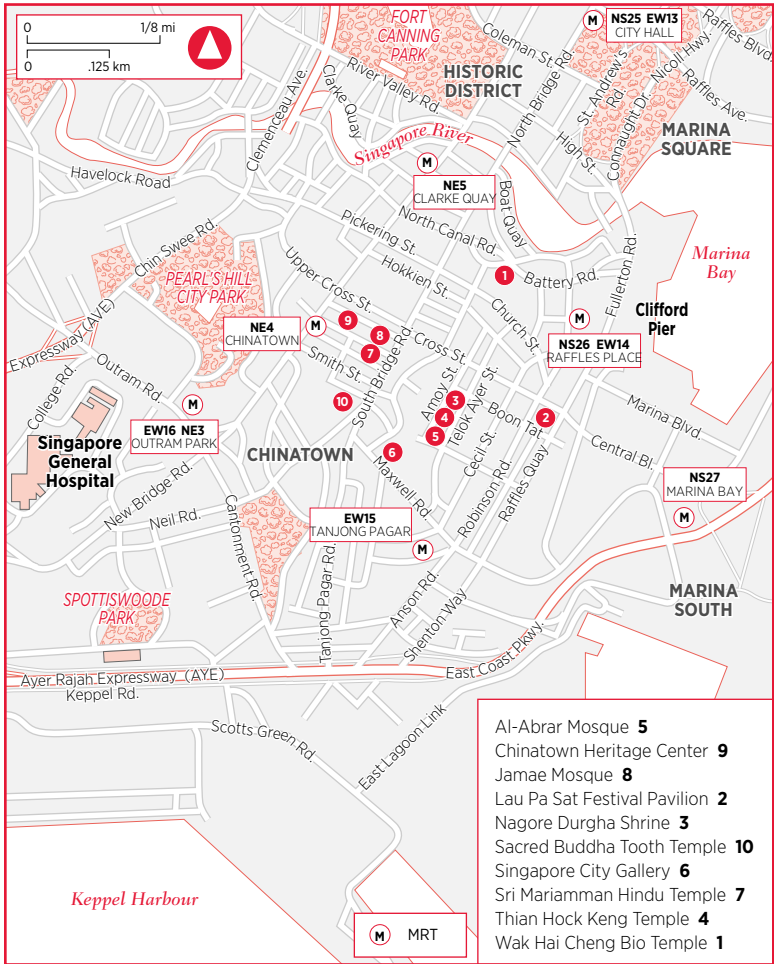 0 1/8 mi
0 .125 km
FORT
CANNING
PARK
NS25 EW13
CITY HALL
M
Raffles Blvd.
Coleman St.
Nicoll Hwy.
St. Andrew's
Rd.
Raffles Ave.
River Valley Rd.
HISTORIC
DISTRICT
North Bridge Rd.
Connaught Dr.
High St.
MARINA
SQUARE
Clemenceau Ave.
Clarke Quay
Singapore River
M
NE5
CLARKE QUAY
Boat Quay
Havelock Road
North Canal Rd.
Pickering St.
Chin Swee Rd.
Hokkien St.
1
Battery Rd.
Fullerton Rd.
Marina
Bay
Upper Cross St.
PEARL'S HILL
CITY PARK
Church St.
Clifford
Pier
M
NS26 EW14
RAFFLES PLACE
NE4
CHINATOWN
M
9
8
7
Cross St.
Expressway (AVE)
Smith St.
South Bridge Rd.
Outram Rd.
College Rd.
10
Amoy St.
Telok Ayer St.
3
4
5
Boon Tat
2
Marina Blvd.
M
EW16 NE3
OUTRAM PARK
Singapore
General
Hospital
CHINATOWN
6
Maxwell Rd.
Cecil St.
Robinson Rd.
Raffles Quay
Central Bl.
NS27
MARINA BAY
M
New Bridge Rd.
Neil Rd.
Cantonment Rd.
EW15
TANJONG PAGAR
M
Tanjong Pagar Rd.
Anson Rd.
Shenton Way
MARINA
SOUTH
SPOTTISWOODE
PARK
East Coast Pkwy.
Ayer Rajah Expressway (AYE)
Keppel Rd.
Scotts Green Rd.
East Lagoon Link
Keppel Harbour
M MRT
Al-Abrar Mosque 5
Chinatown Heritage Center 9
Jamae Mosque 8
Lau Pa Sat Festival Pavilion 2
Nagore Durgha Shrine 3
Sacred Buddha Tooth Temple 10
Singapore City Gallery 6
Sri Mariamman Hindu Temple 7
Thian Hock Keng Temple 4
Wak Hai Cheng Bio Temple 1